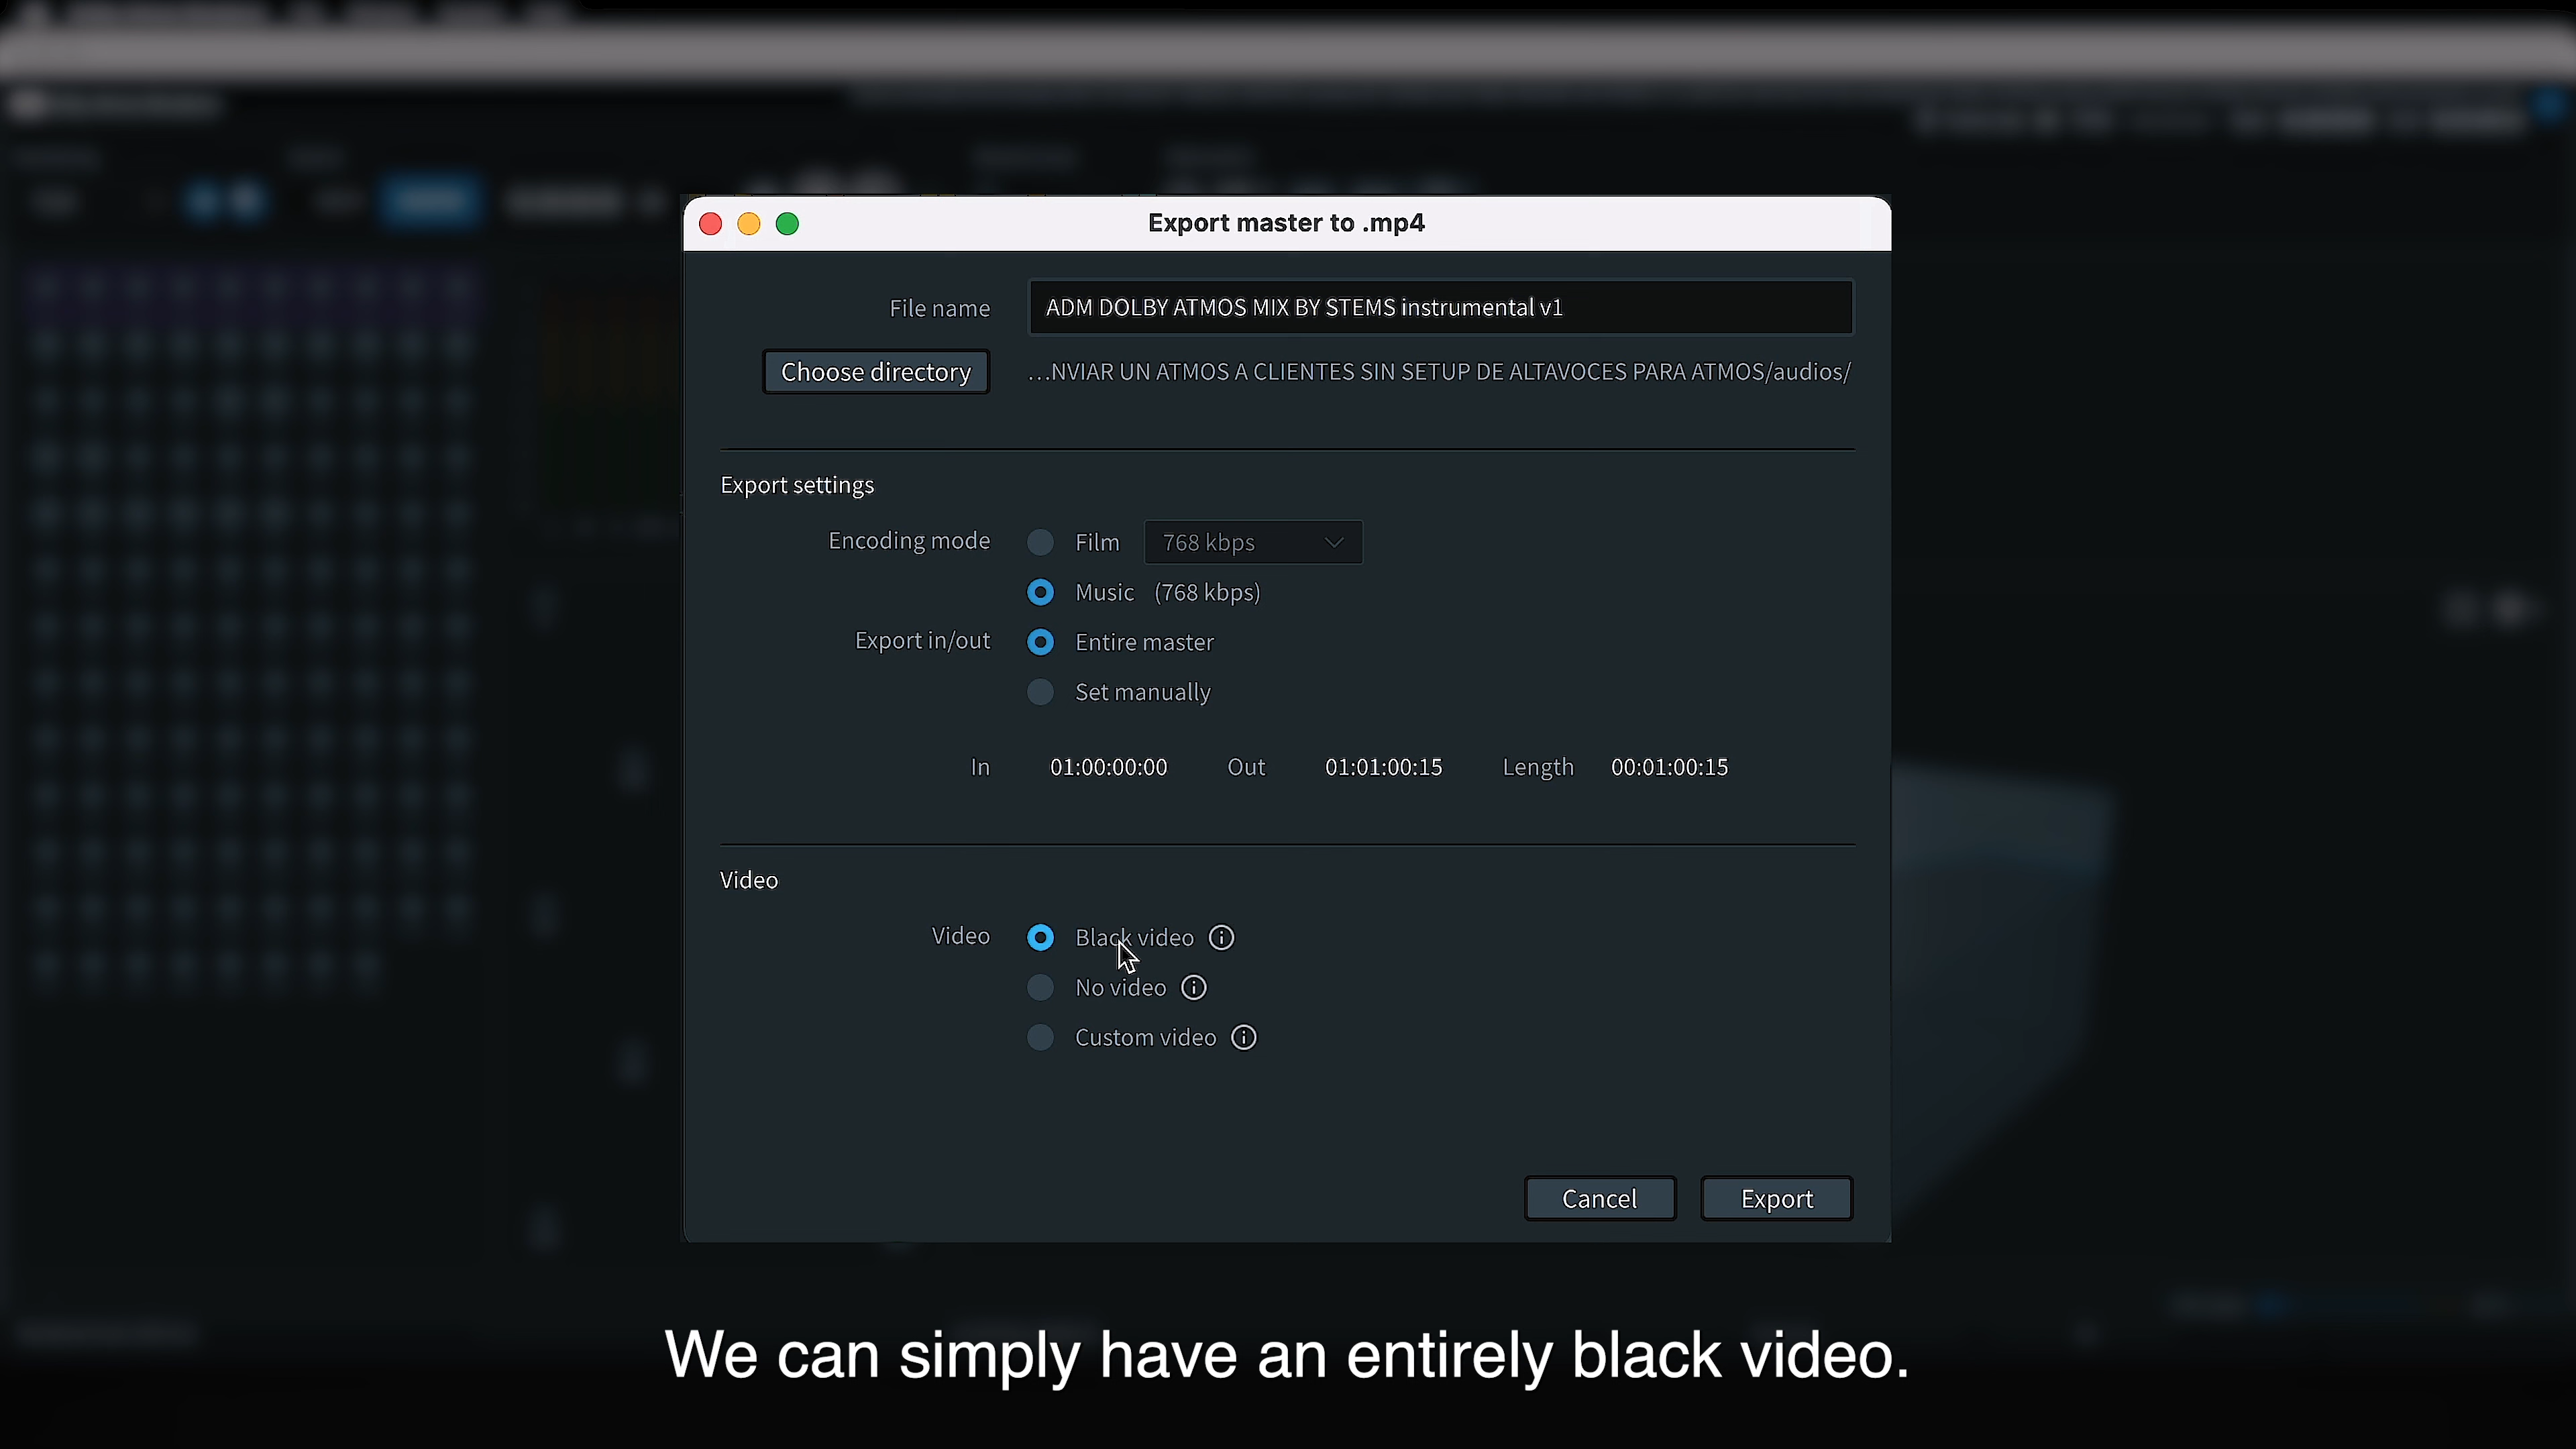 Export master to .mp4
File name
ADM DOLBY ATMOS MIX BY STEMS instrumental v1
Choose directory
...NVIAR UN ATMOS A CLIENTES SIN SETUP DE ALTAVOCES PARA ATMOS/audios/
Export settings
Encoding mode
Film
768 kbps
Music (768 kbps)
Export in/out
Entire master
Set manually
In 01:00:00:00 Out 01:01:00:15 Length 00:01:00:15
Video
Video
Black video
No video
Custom video
Cancel
Export
We can simply have an entirely black video.